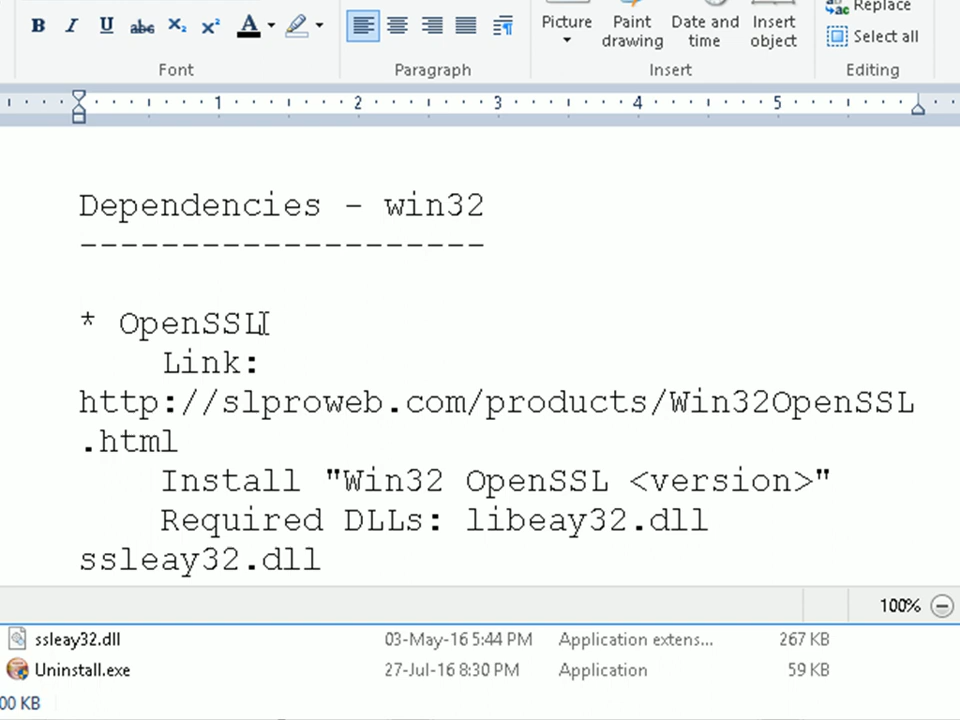 B I U abc X₂ X² A
Picture Paint drawing Date and time Insert object
Replace
Select all
Font Paragraph Insert Editing
1 2 3 4 5
Dependencies - win32
--------------------
* OpenSSL
Link:
http://slproweb.com/products/Win32OpenSSL
.html
Install "Win32 OpenSSL <version>"
Required DLLs: libeay32.dll
ssleay32.dll
100%
ssleay32.dll 03-May-16 5:44 PM Application extens... 267 KB
Uninstall.exe 27-Jul-16 8:30 PM Application 59 KB
00 KB